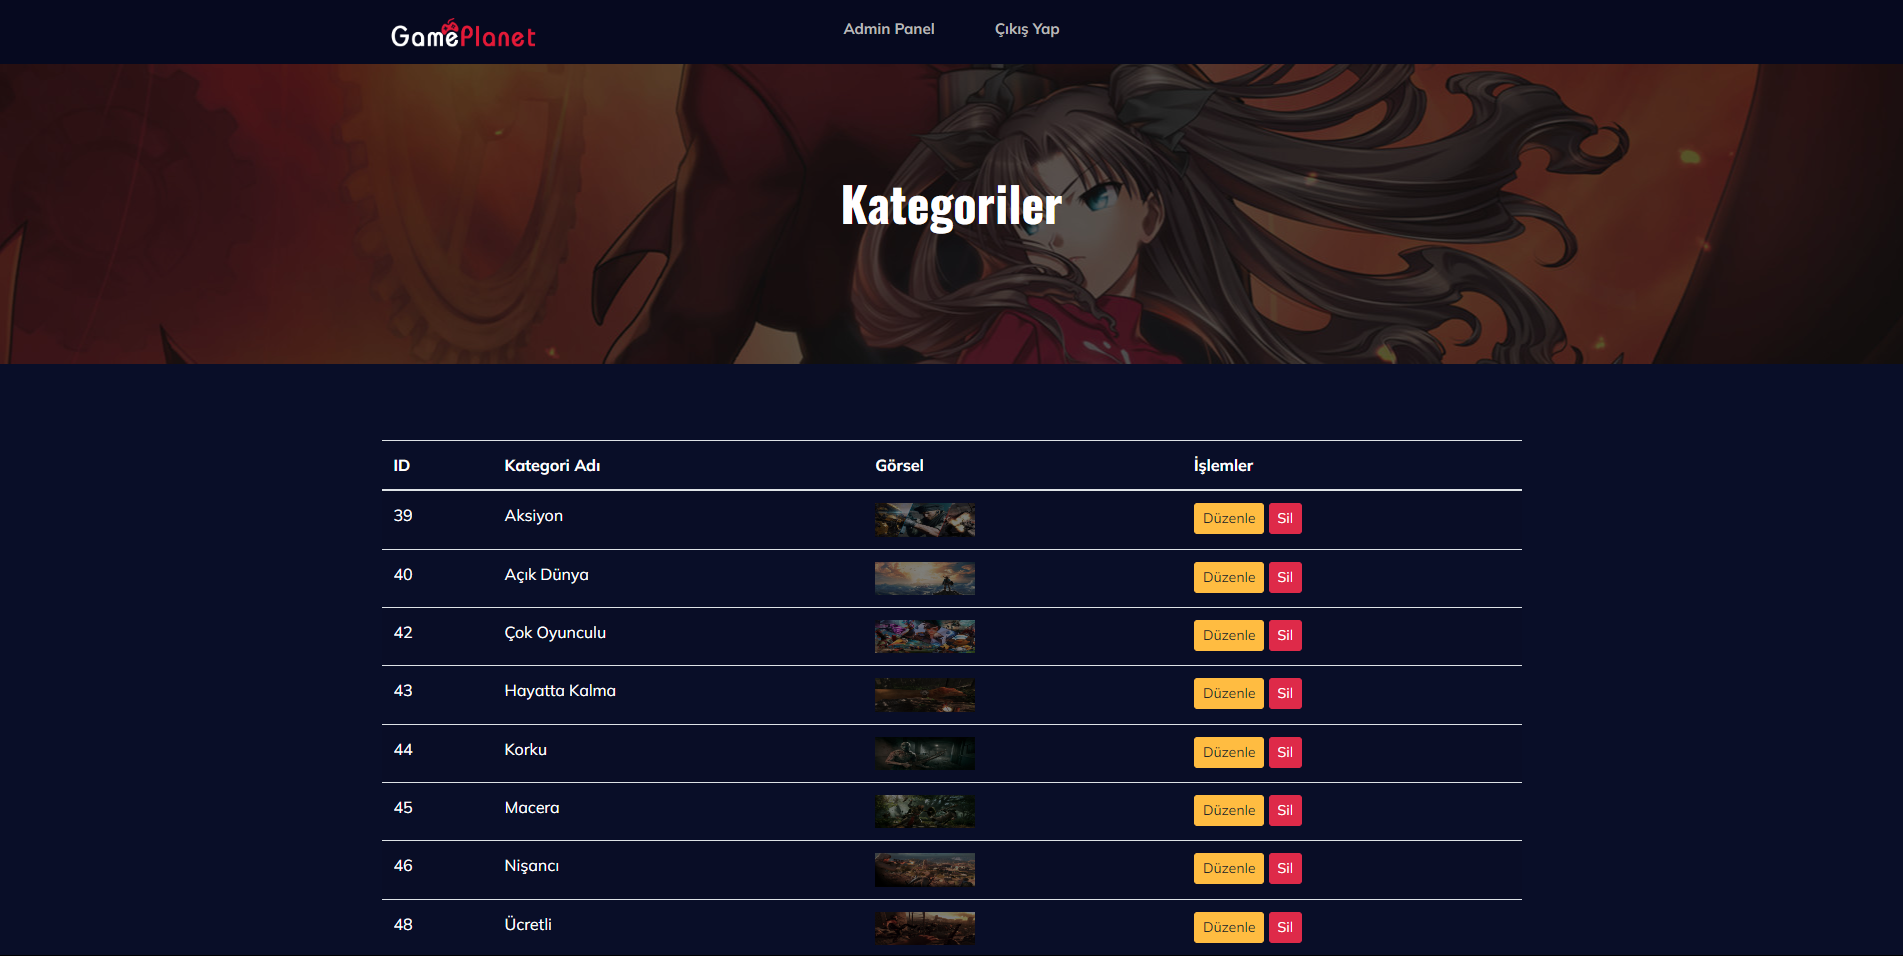 GamePlanet Admin Panel Çıkış Yap
Kategoriler
ID Kategori Adı Görsel İşlemler
39 Aksiyon Düzenle Sil
40 Açık Dünya Düzenle Sil
42 Çok Oyunculu Düzenle Sil
43 Hayatta Kalma Düzenle Sil
44 Korku Düzenle Sil
45 Macera Düzenle Sil
46 Nişancı Düzenle Sil
48 Ücretli Düzenle Sil